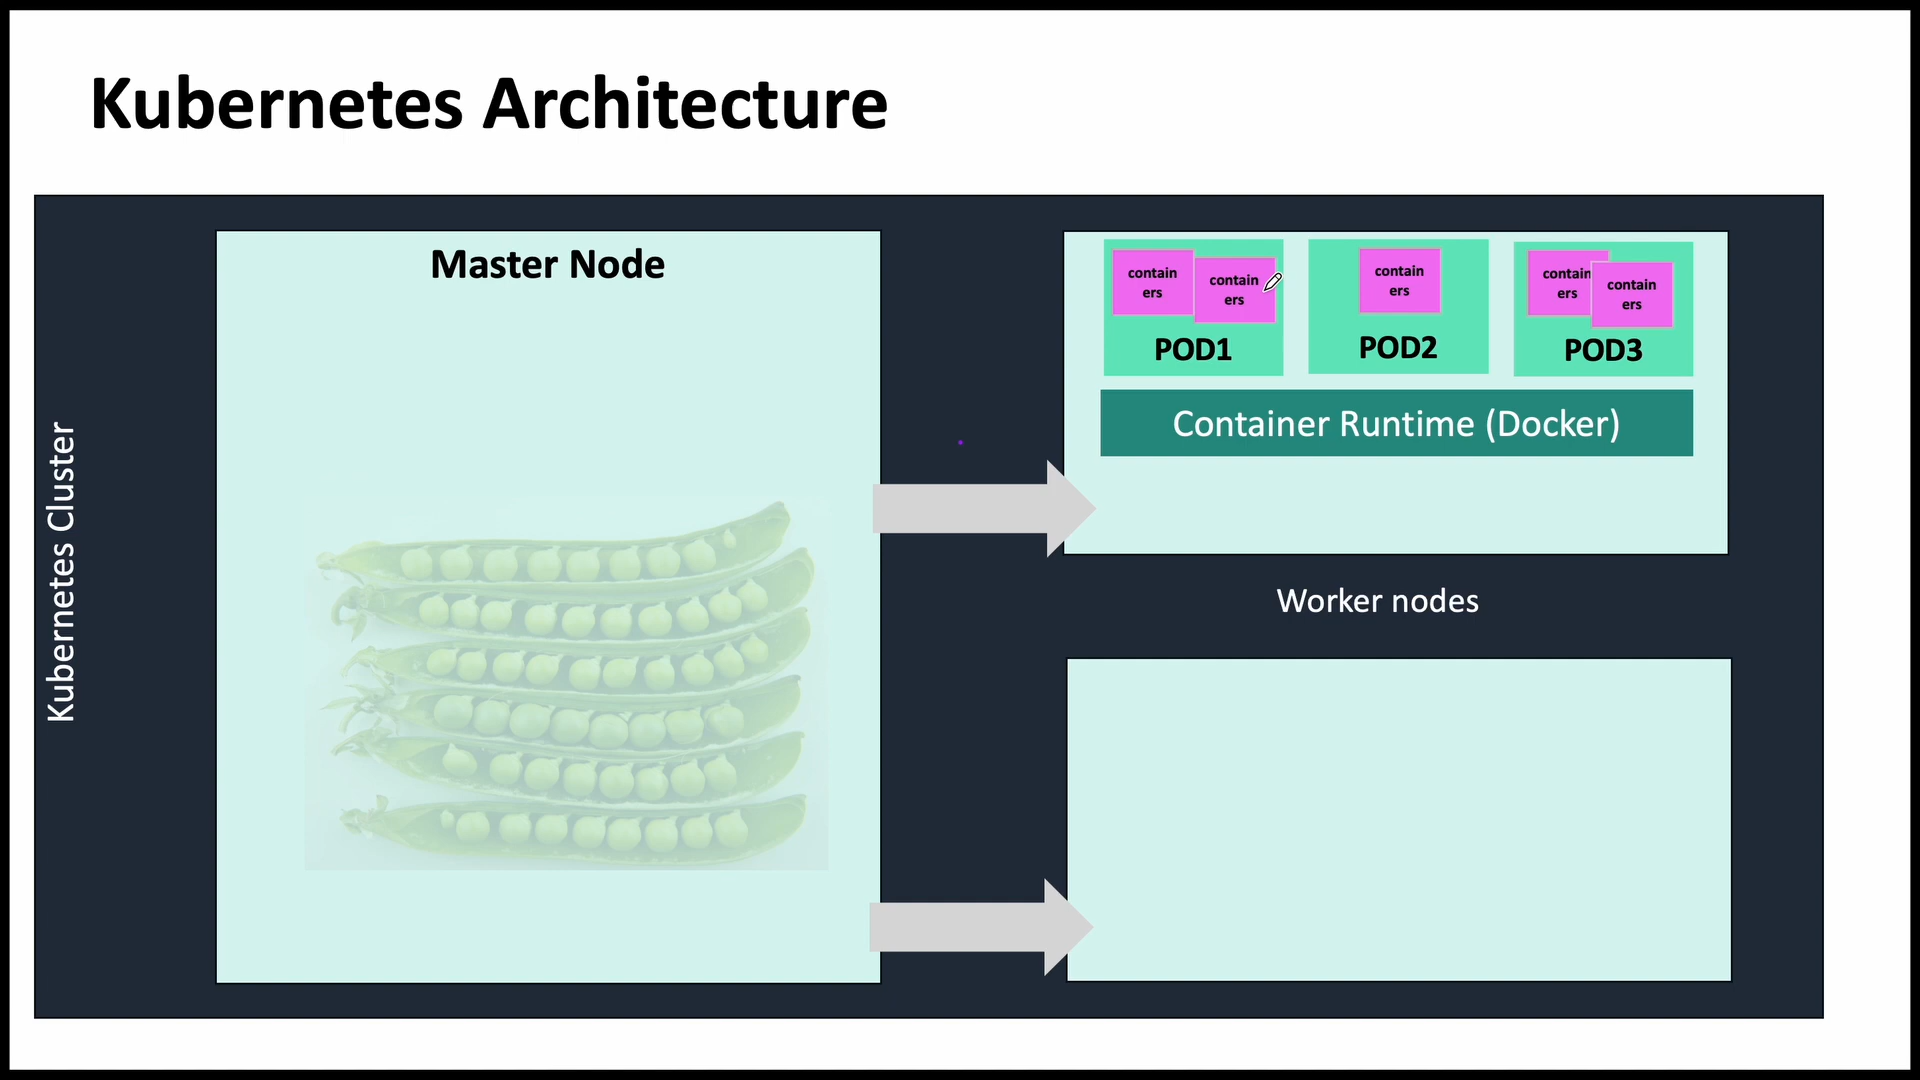 Kubernetes Architecture
Kubernetes Cluster
Master Node
contain
ers
contain
ers
POD1
contain
ers
POD2
contain
ers
contain
ers
POD3
Container Runtime (Docker)
Worker nodes